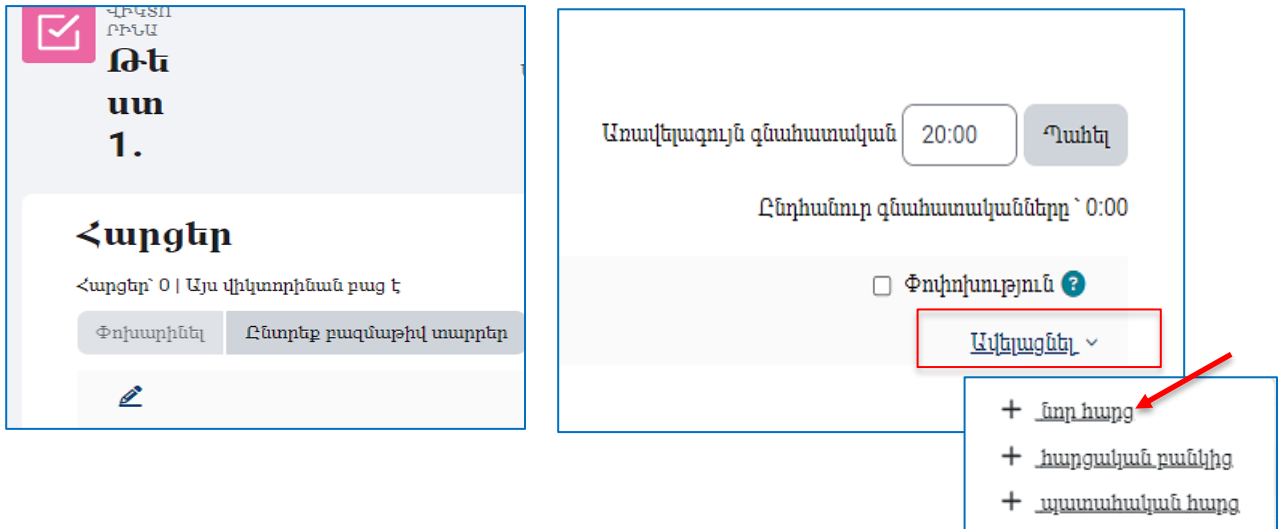 ՎԻԿՏՈ
ՐԻՆԱ
Թե
ստ
1.
Հարցեր
Հարցեր՝ 0 | Այս վիկտորինան բաց է
Փոխարինել Ընտրեք բազմաթիվ տարրեր
Առավելագույն գնահատական 20:00 Պահել
Ընդհանուր գնահատականները ՝ 0:00
Փոփոխություն ?
Ավելացնել
+ նոր հարց
+ հարցական բանկից
+ պատահական հարց